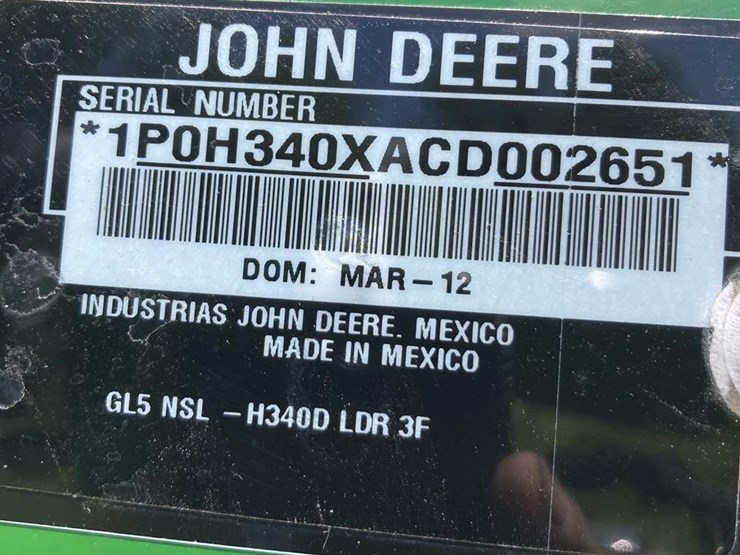 JOHN DEERE
SERIAL NUMBER
*1P0H340XACD002651*
DOM: MAR-12
INDUSTRIAS JOHN DEERE. MEXICO
MADE IN MEXICO
GL5 NSL -H340D LDR 3F